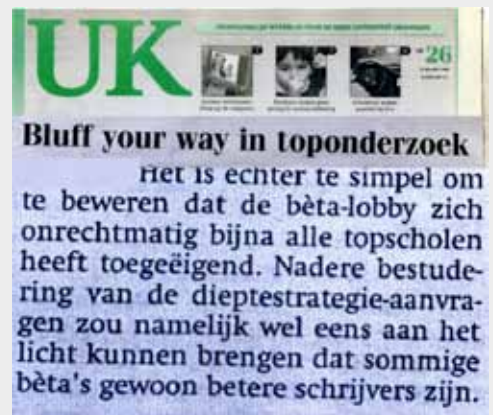 UK
26
Bluff your way in toponderzoek
Het is echter te simpel om
te beweren dat de bèta-lobby zich
onrechtmatig bijna alle topscholen
heeft toegeëigend. Nadere bestude-
ring van de dieptestrategie-aanvra-
gen zou namelijk wel eens aan het
licht kunnen brengen dat sommige
bèta's gewoon betere schrijvers zijn.